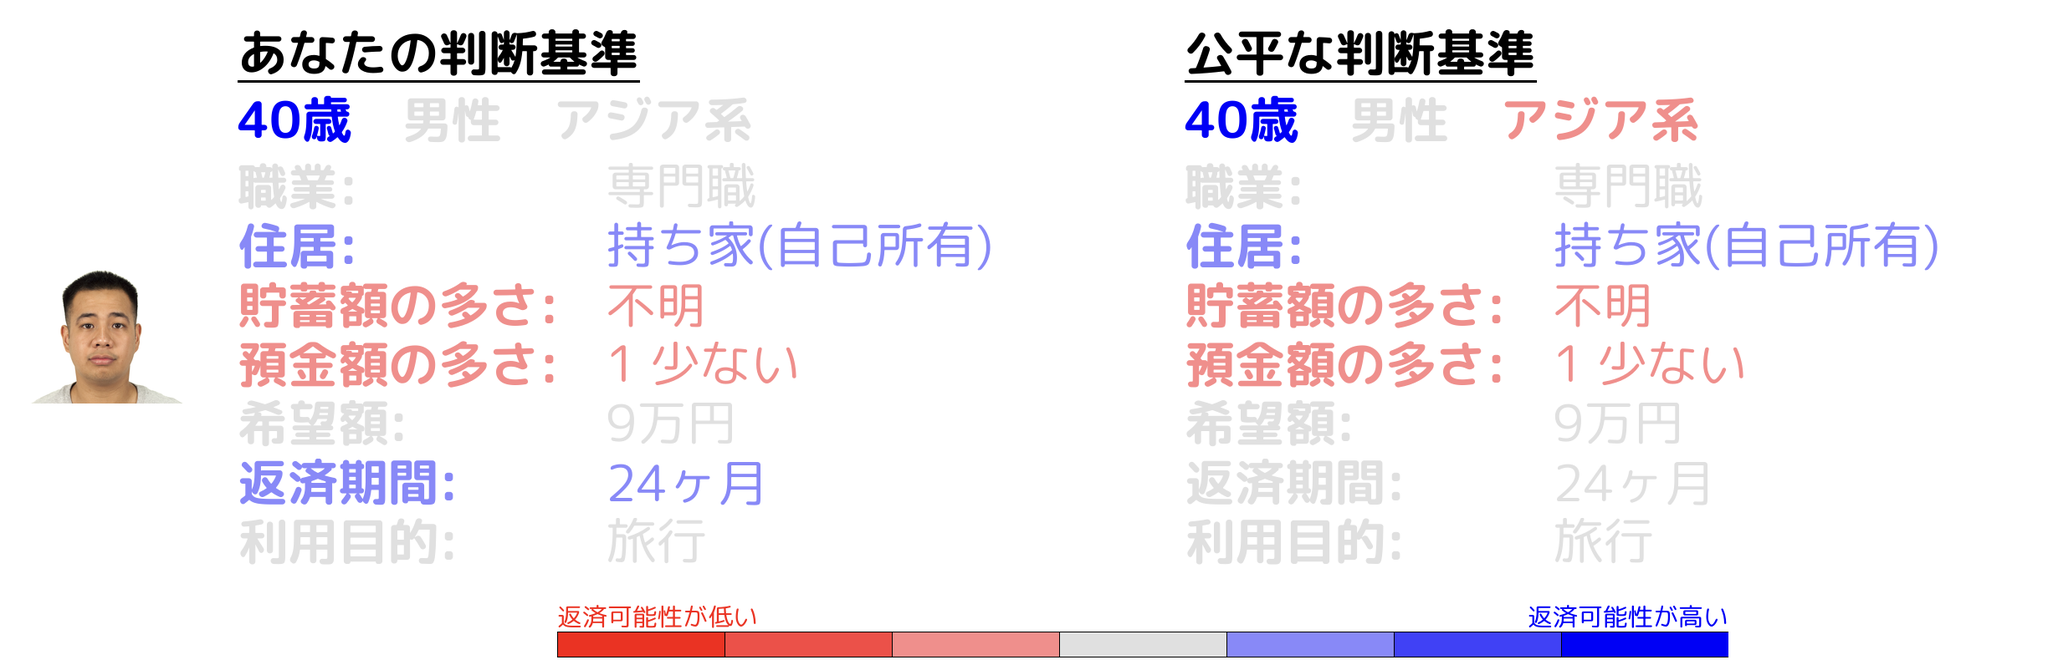 あなたの判断基準
40歳 男性 アジア系
職業: 専門職
住居: 持ち家(自己所有)
貯蓄額の多さ: 不明
預金額の多さ: 1 少ない
希望額: 9万円
返済期間: 24ヶ月
利用目的: 旅行
公平な判断基準
40歳 男性 アジア系
職業: 専門職
住居: 持ち家(自己所有)
貯蓄額の多さ: 不明
預金額の多さ: 1 少ない
希望額: 9万円
返済期間: 24ヶ月
利用目的: 旅行
返済可能性が低い 返済可能性が高い